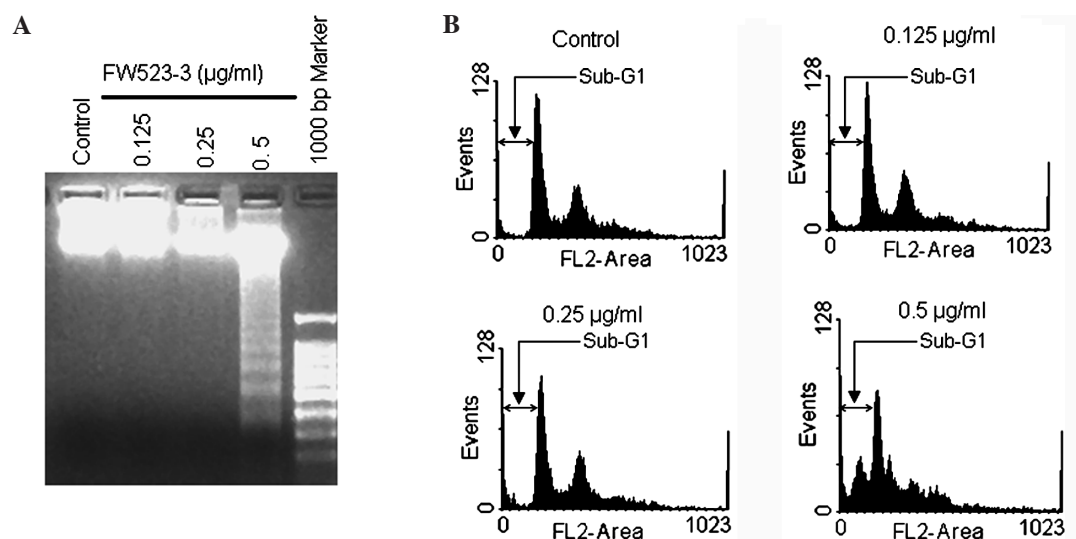 A
FW523-3 (µg/ml)
Control
0.125
0.25
0. 5
1000 bp Marker
B
Control
128
Sub-G1
Events
0
0
FL2-Area
1023
0.125 µg/ml
128
Sub-G1
Events
0
0
FL2-Area
1023
0.25 µg/ml
128
Sub-G1
Events
0
0
FL2-Area
1023
0.5 µg/ml
128
Sub-G1
Events
0
0
FL2-Area
1023